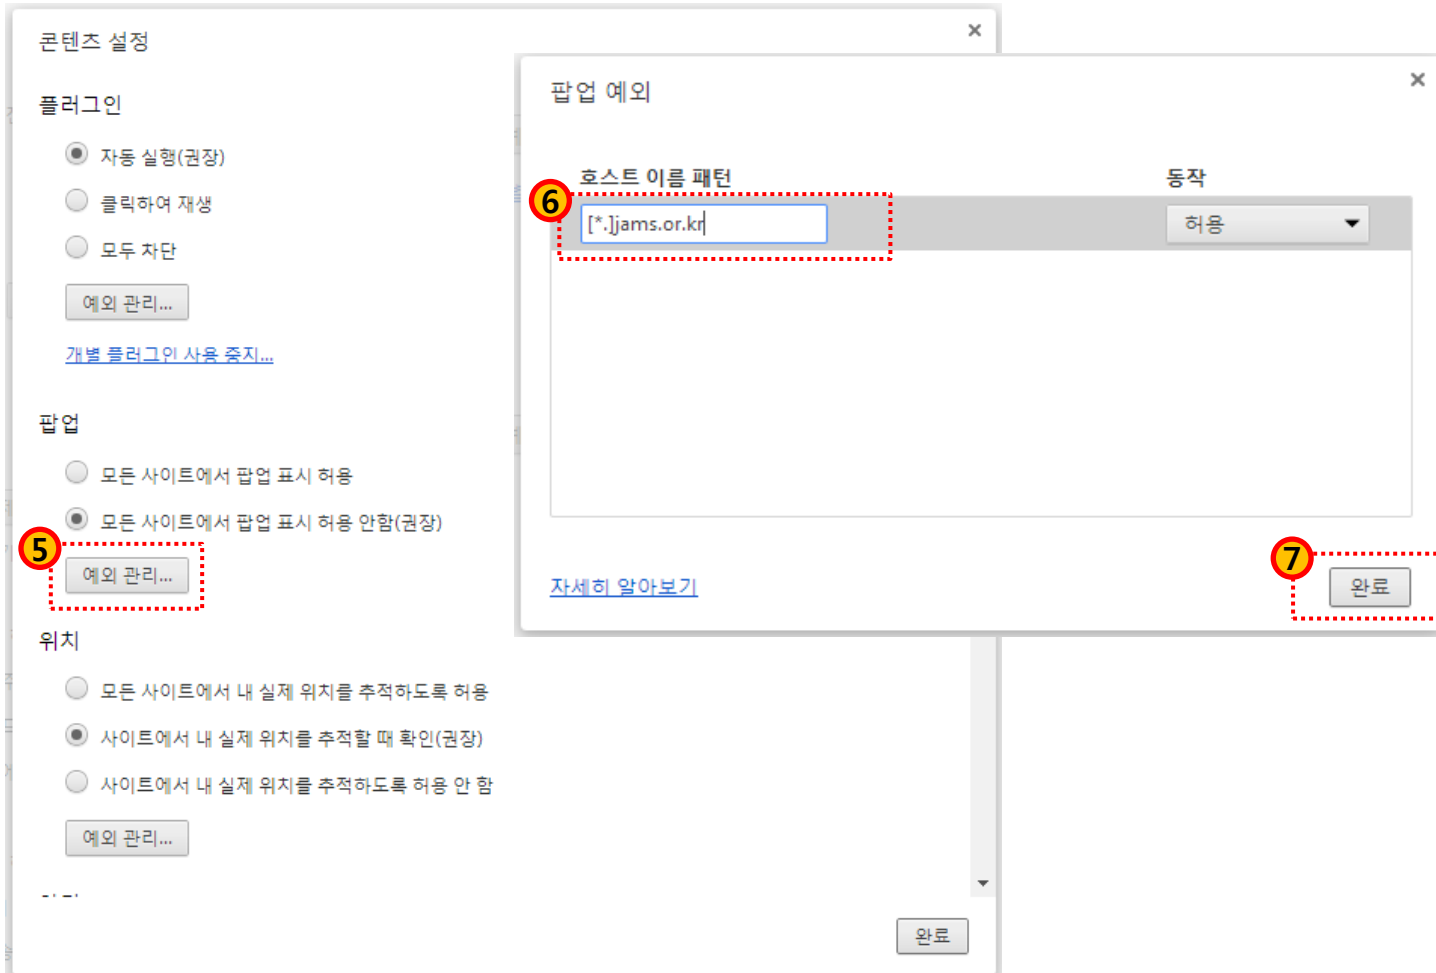 콘텐츠 설정
×
플러그인
자동 실행(권장)
클릭하여 재생
모두 차단
예외 관리...
개별 플러그인 사용 중지...
팝업
모든 사이트에서 팝업 표시 허용
모든 사이트에서 팝업 표시 허용 안함(권장)
5
예외 관리...
위치
모든 사이트에서 내 실제 위치를 추적하도록 허용
사이트에서 내 실제 위치를 추적할 때 확인(권장)
사이트에서 내 실제 위치를 추적하도록 허용 안 함
예외 관리...
완료
팝업 예외
×
호스트 이름 패턴 동작
6
[*.]jams.or.kr 허용
7
자세히 알아보기 완료